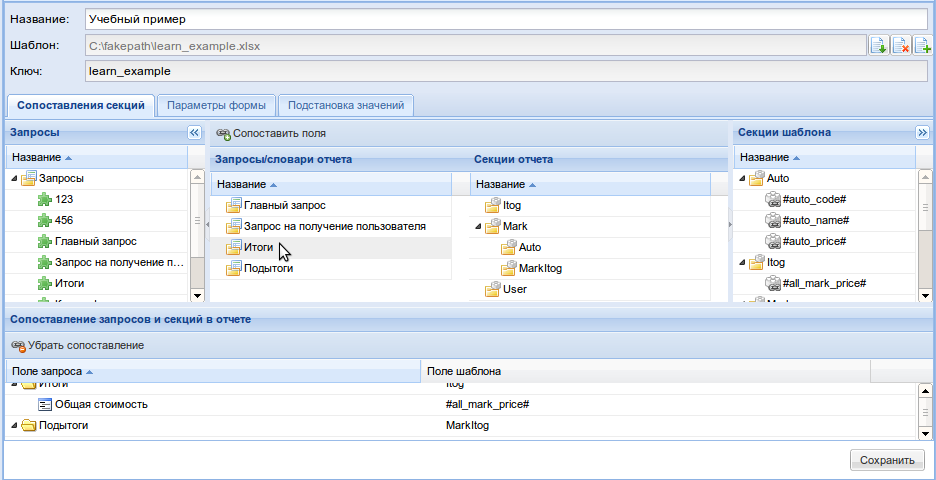 Название: Учебный пример
Шаблон: C:\fakepath\learn_example.xlsx
Ключ: learn_example
Сопоставления секций Параметры формы Подстановка значений
Запросы
Название
Запросы
123
456
Главный запрос
Запрос на получение п...
Итоги
Сопоставить поля
Запросы/словари отчета
Название
Главный запрос
Запрос на получение пользователя
Итоги
Подытоги
Секции отчета
Название
Itog
Mark
Auto
MarkItog
User
Секции шаблона
Название
Auto
#auto_code#
#auto_name#
#auto_price#
Itog
#all_mark_price#
Сопоставление запросов и секций в отчете
Убрать сопоставление
Поле запроса Поле шаблона
Итоги Itog
Общая стоимость #all_mark_price#
Подытоги MarkItog
Сохранить